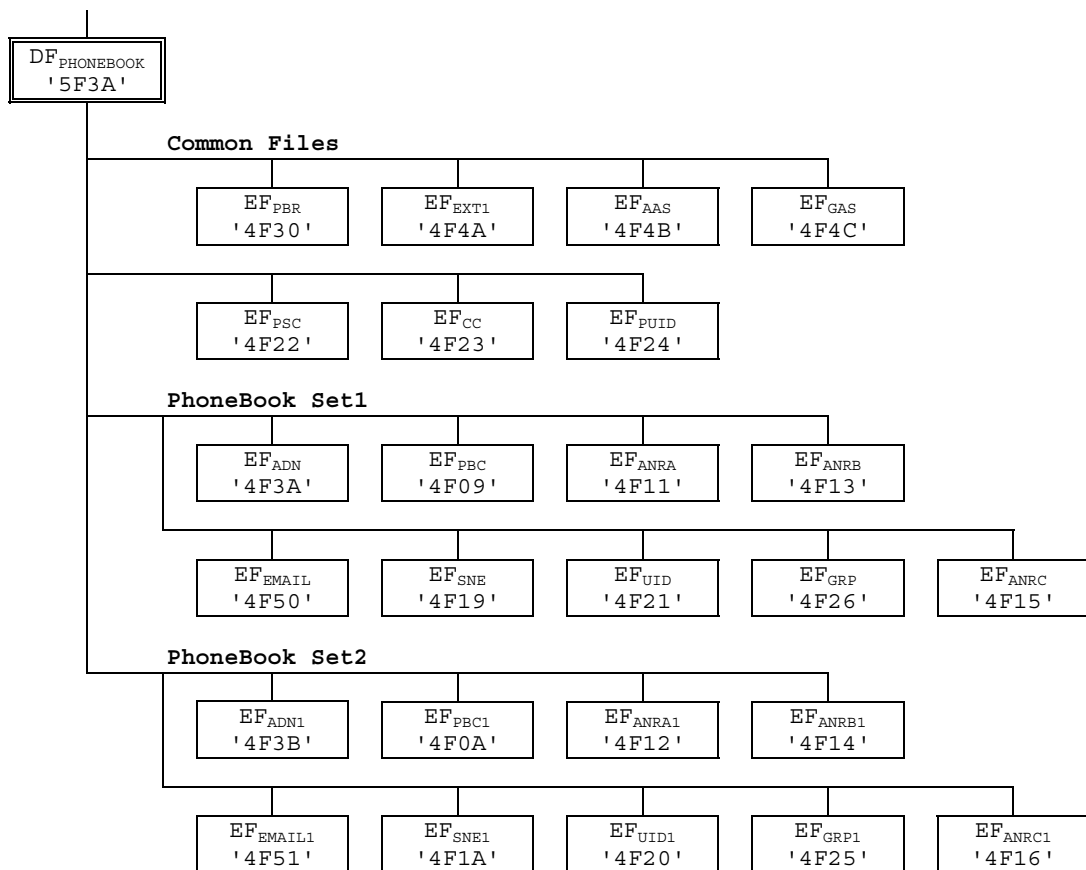 DFPHONEBOOK
'5F3A'
Common Files
EFPBR EFEXT1 EFAAS EFGAS
'4F30' '4F4A' '4F4B' '4F4C'
EFPSC EFCC EFPUID
'4F22' '4F23' '4F24'
PhoneBook Set1
EFADN EFPBC EFANRA EFANRB
'4F3A' '4F09' '4F11' '4F13'
EFEMAIL EFSNE EFUID EFGRP EFANRC
'4F50' '4F19' '4F21' '4F26' '4F15'
PhoneBook Set2
EFADN1 EFPBC1 EFANRA1 EFANRB1
'4F3B' '4F0A' '4F12' '4F14'
EFEMAIL1 EFSNE1 EFUID1 EFGRP1 EFANRC1
'4F51' '4F1A' '4F20' '4F25' '4F16'